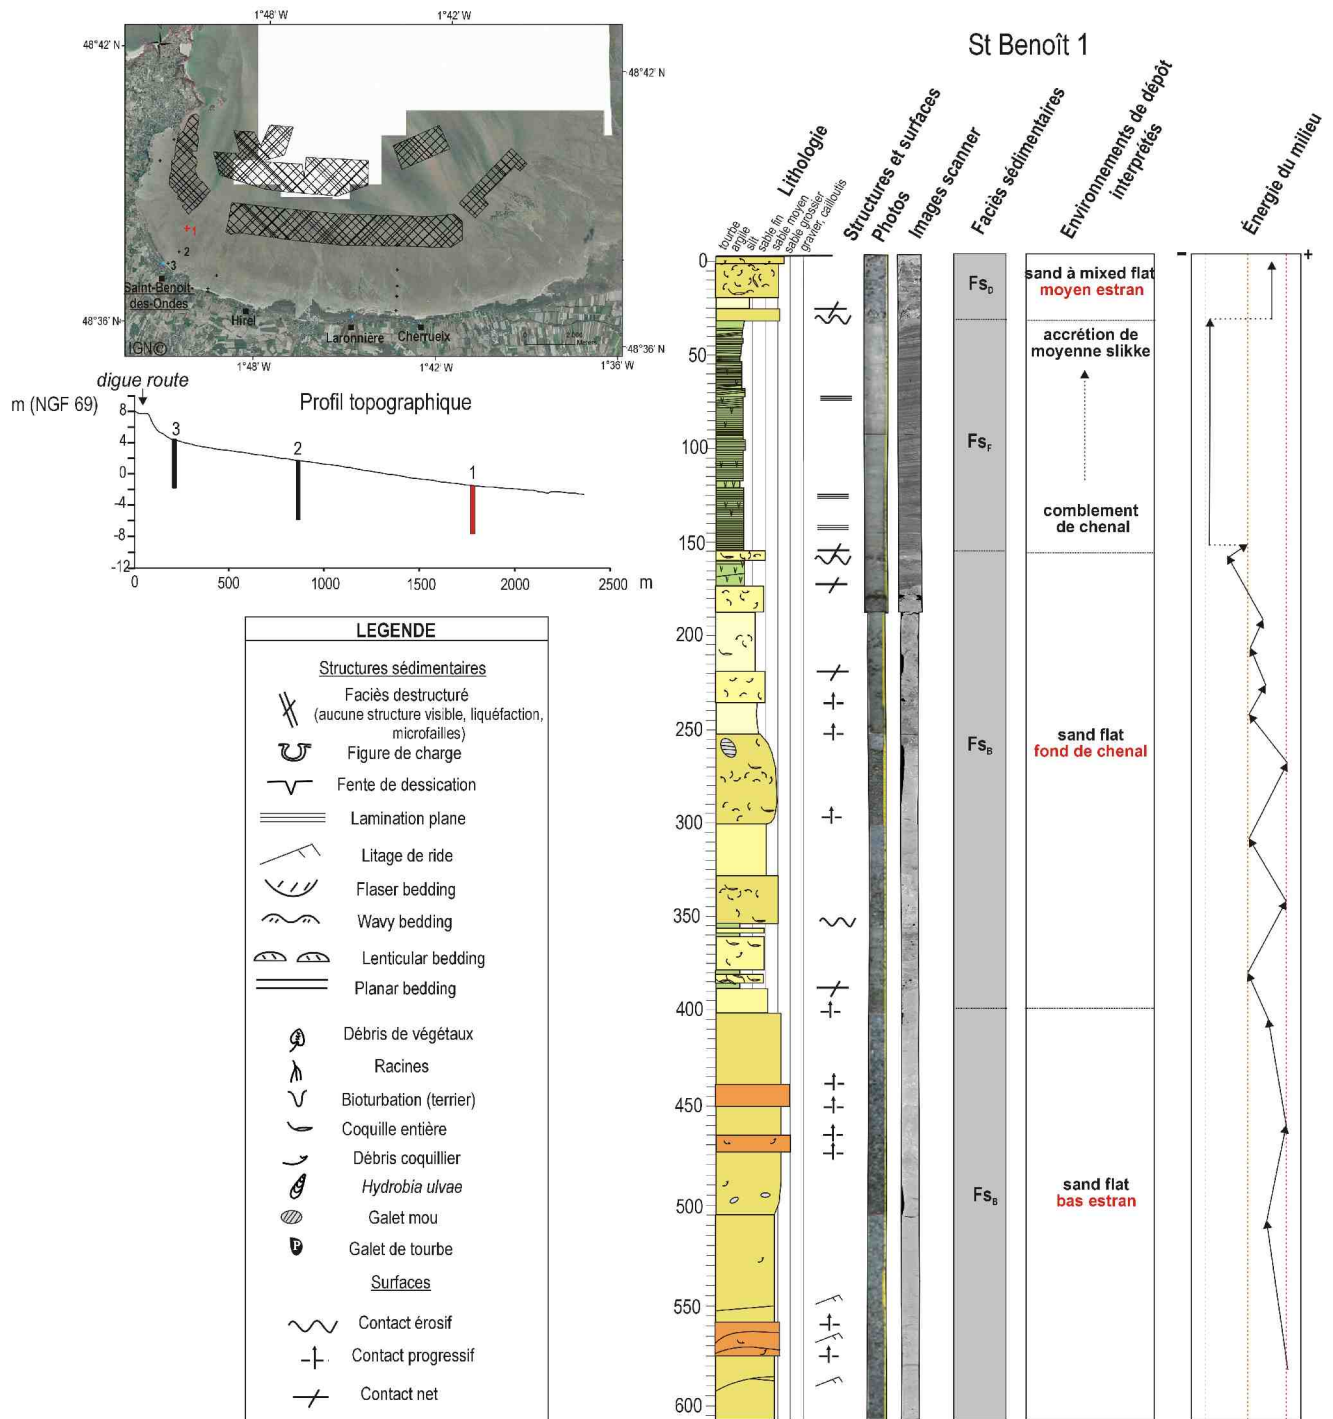 1°48' W
1°42' W
48°42' N
48°42' N
1
2
3
Saint-Benoît-
des-Ondes
Hirel
Laronnière
Cherrueix
48°36' N
48°36' N
IGN©
0
1°48' W
1°42' W
1°36' W
digue route
m (NGF 69)
Profil topographique
8
4
0
-4
-8
-12
3
2
1
0
500
1000
1500
2000
2500
m
LEGENDE
Structures sédimentaires
Faciès destructuré
(aucune structure visible, liquéfaction,
microfailles)
Figure de charge
Fente de dessication
Lamination plane
Litage de ride
Flaser bedding
Wavy bedding
Lenticular bedding
Planar bedding
Débris de végétaux
Racines
Bioturbation (terrier)
Coquille entière
Débris coquillier
Hydrobia ulvae
Galet mou
P
Galet de tourbe
Surfaces
Contact érosif
Contact progressif
Contact net
St Benoît 1
Lithologie
tourbe
argile
silt
sable fin
sable moyen
sable grossier
gravier, cailloutis
Structures et surfaces
Photos
Images scanner
Faciès sédimentaires
Environnements de dépôt
interprétés
Énergie du milieu
-
+
0
50
100
150
200
250
300
350
400
450
500
550
600
FsD
FsF
FsB
FsB
sand à mixed flat
moyen estran
accrétion de
moyenne slikke
comblement
de chenal
sand flat
fond de chenal
sand flat
bas estran